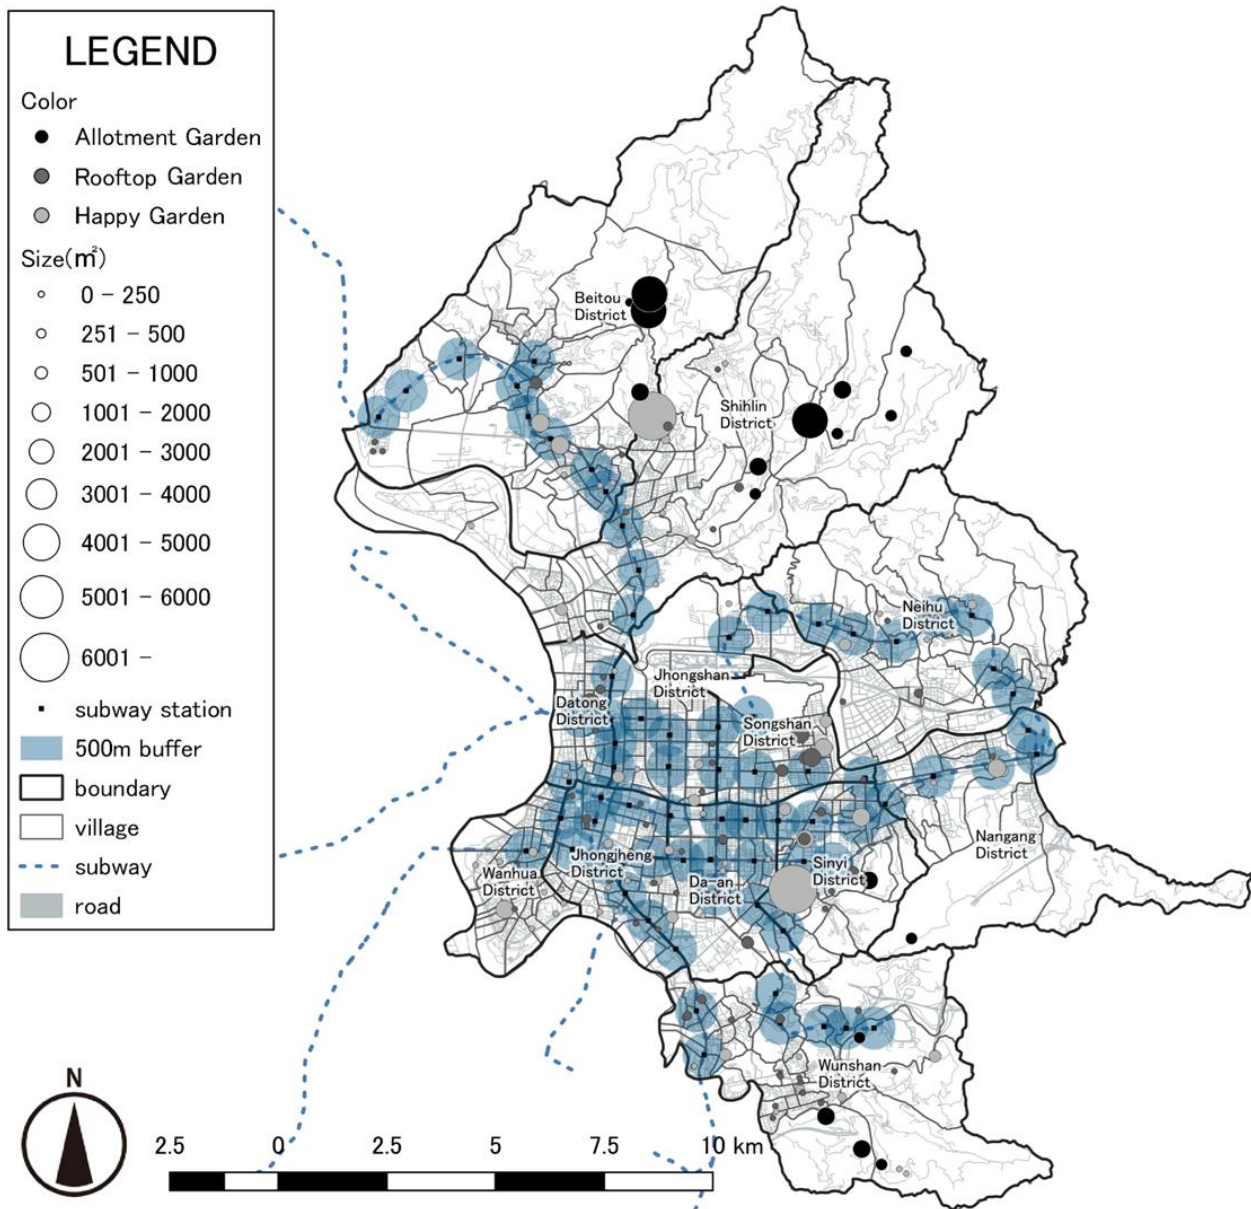 LEGEND
Color
Allotment Garden
Rooftop Garden
Happy Garden
Size(㎡)
0 - 250
251 - 500
501 - 1000
1001 - 2000
2001 - 3000
3001 - 4000
4001 - 5000
5001 - 6000
6001 -
subway station
500m buffer
boundary
village
subway
road
Beitou
District
Shihlin
District
Neihu
District
Jhongshan
District
Datong
District
Songshan
District
Nangang
District
Jhongjheng
District
Wanhua
District
Sinyi
District
Da-an
District
Wunshan
District
N
2.5 0 2.5 5 7.5 10 km